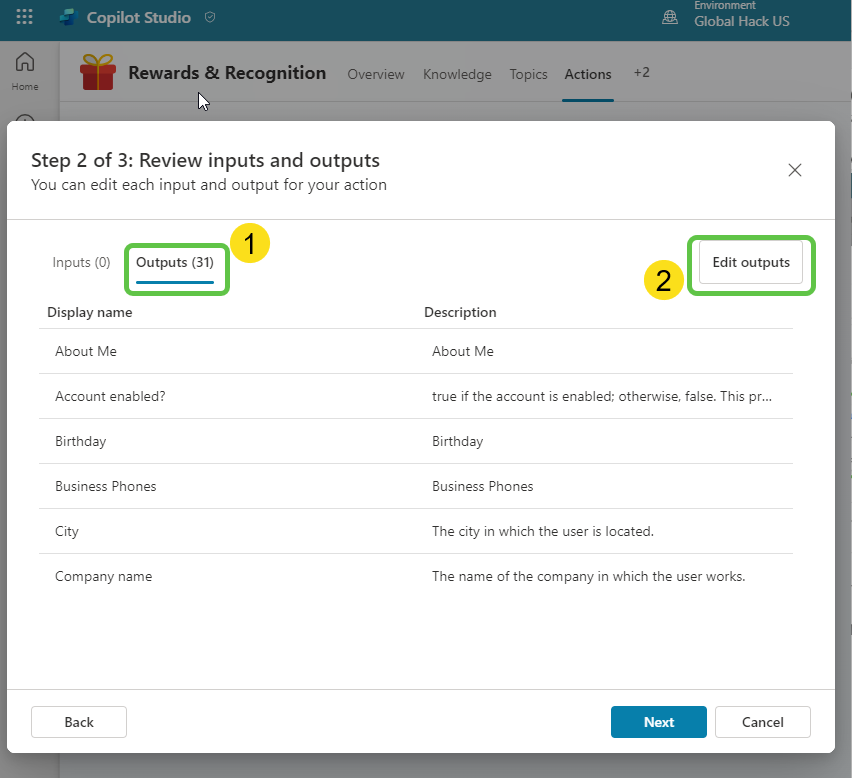 Copilot Studio
Environment
Global Hack US
Home
Rewards & Recognition
Overview
Knowledge
Topics
Actions
+2
Step 2 of 3: Review inputs and outputs
You can edit each input and output for your action
Inputs (0)
Outputs (31)
1
2
Edit outputs
Display name
Description
About Me
About Me
Account enabled?
true if the account is enabled; otherwise, false. This pr...
Birthday
Birthday
Business Phones
Business Phones
City
The city in which the user is located.
Company name
The name of the company in which the user works.
Back
Next
Cancel